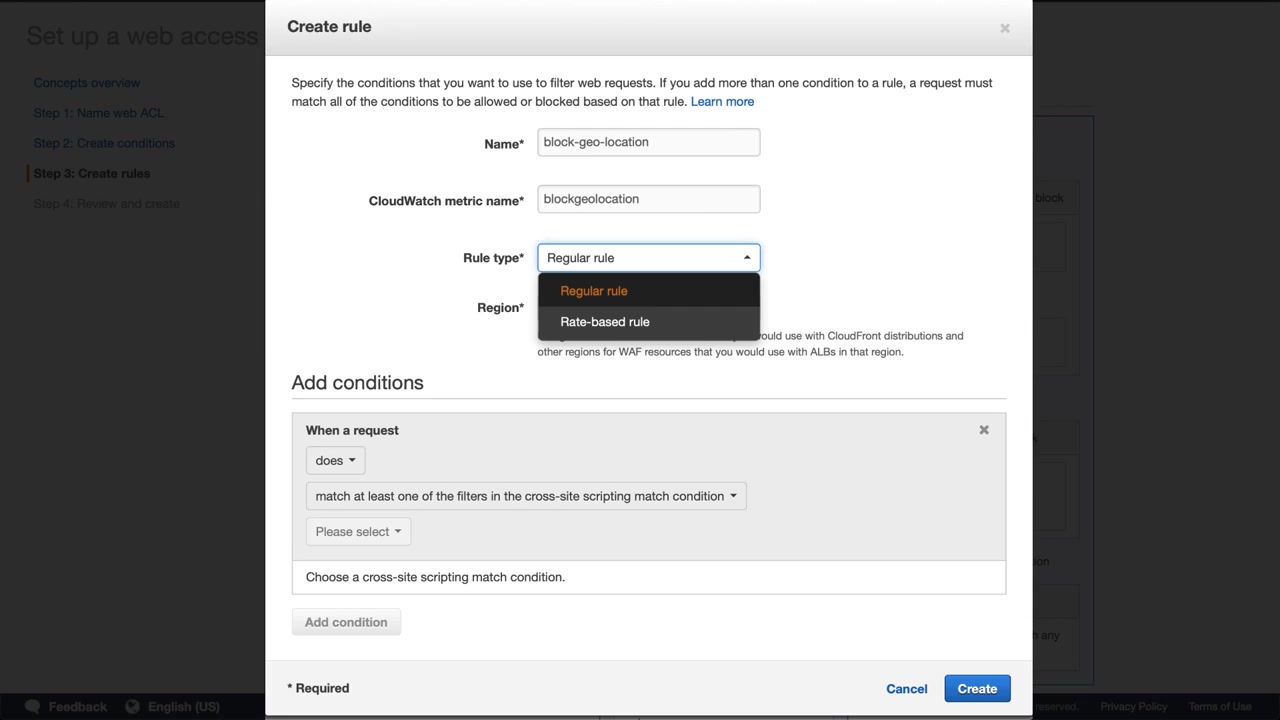 Set up a web access
Concepts overview
Step 1: Name web ACL
Step 2: Create conditions
Step 3: Create rules
Step 4: Review and create
Create rule
Specify the conditions that you want to use to filter web requests. If you add more than one condition to a rule, a request must
match all of the conditions to be allowed or blocked based on that rule. Learn more
Name* block-geo-location
CloudWatch metric name* blockgeolocation
Rule type* Regular rule
Regular rule
Rate-based rule
Region*
would use with CloudFront distributions and
other regions for WAF resources that you would use with ALBs in that region.
Add conditions
When a request
does
match at least one of the filters in the cross-site scripting match condition
Please select
Choose a cross-site scripting match condition.
Add condition
* Required
Cancel Create
block
any
Feedback English (US)
reserved. Privacy Policy Terms of Use